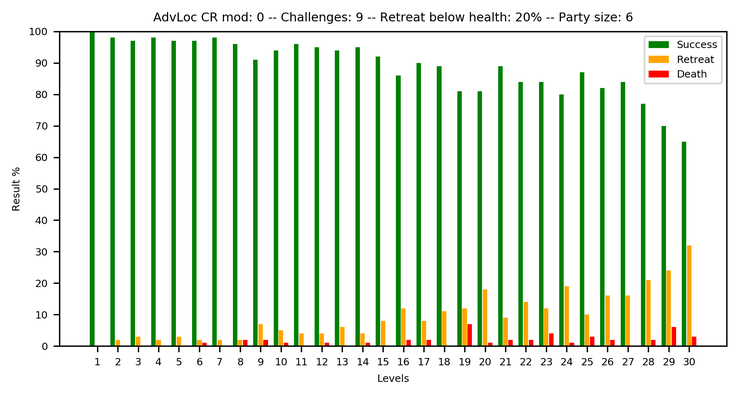 AdvLoc CR mod: 0 -- Challenges: 9 -- Retreat below health: 20% -- Party size: 6
100
90
80
70
60
50
40
30
20
10
0
Result %
Success
Retreat
Death
1 2 3 4 5 6 7 8 9 10 11 12 13 14 15 16 17 18 19 20 21 22 23 24 25 26 27 28 29 30
Levels